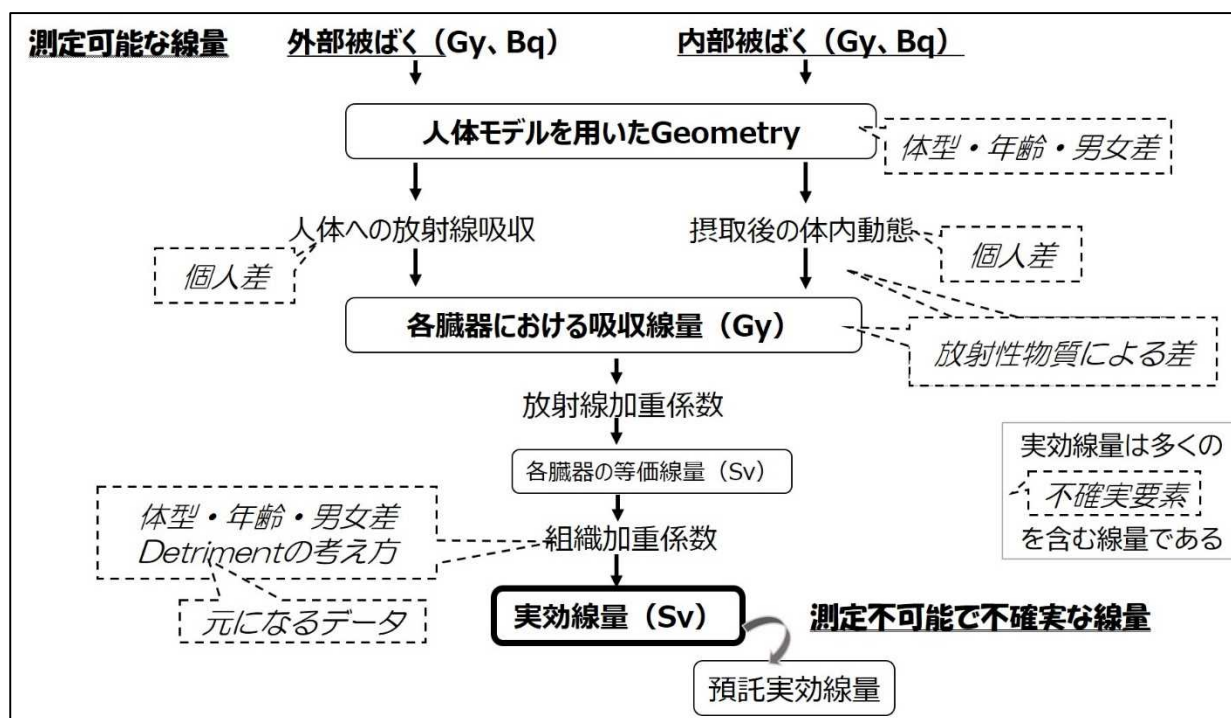 測定可能な線量
外部被ばく（Gy、Bq）
内部被ばく（Gy、Bq）
人体モデルを用いたGeometry
体型・年齢・男女差
人体への放射線吸収
摂取後の体内動態
個人差
個人差
各臓器における吸収線量（Gy）
放射性物質による差
放射線加重係数
各臓器の等価線量（Sv）
実効線量は多くの
不確実要素
を含む線量である
体型・年齢・男女差
Detrimentの考え方
組織加重係数
元になるデータ
実効線量（Sv）
測定不可能で不確実な線量
預託実効線量